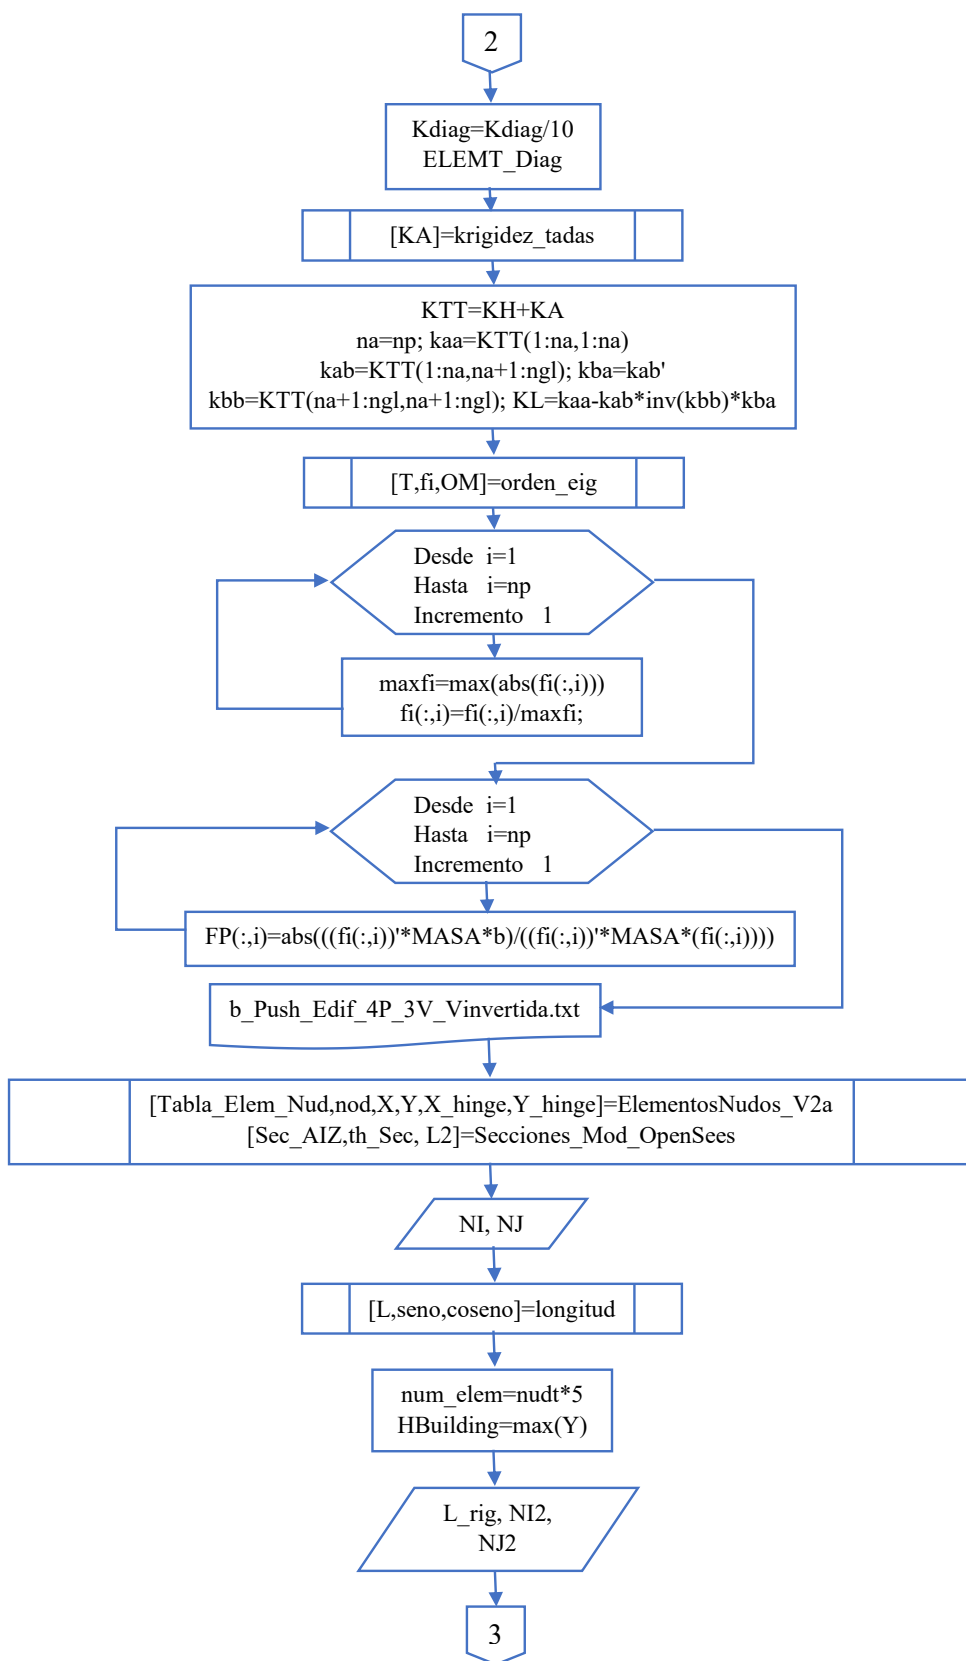 2
Kdiag=Kdiag/10
ELEMT_Diag
[KA]=krigidez_tadas
KTT=KH+KA
na=np; kaa=KTT(1:na,1:na)
kab=KTT(1:na,na+1:ngl); kba=kab'
kbb=KTT(na+1:ngl,na+1:ngl); KL=kaa-kab*inv(kbb)*kba
[T,fi,OM]=orden_eig
Desde i=1
Hasta i=np
Incremento 1
maxfi=max(abs(fi(:,i)))
fi(:,i)=fi(:,i)/maxfi;
Desde i=1
Hasta i=np
Incremento 1
FP(:,i)=abs(((fi(:,i))'*MASA*b)/((fi(:,i))'*MASA*(fi(:,i))))
b_Push_Edif_4P_3V_Vinvertida.txt
[Tabla_Elem_Nud,nod,X,Y,X_hinge,Y_hinge]=ElementosNudos_V2a
[Sec_AIZ,th_Sec, L2]=Secciones_Mod_OpenSees
NI, NJ
[L,seno,coseno]=longitud
num_elem=nudt*5
HBuilding=max(Y)
L_rig, NI2,
NJ2
3